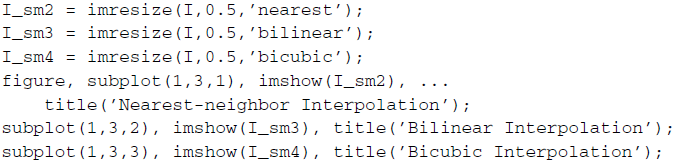 I_sm2 = imresize(I,0.5,'nearest');
I_sm3 = imresize(I,0.5,'bilinear');
I_sm4 = imresize(I,0.5,'bicubic');
figure, subplot(1,3,1), imshow(I_sm2), ...
    title('Nearest-neighbor Interpolation');
subplot(1,3,2), imshow(I_sm3), title('Bilinear Interpolation');
subplot(1,3,3), imshow(I_sm4), title('Bicubic Interpolation');